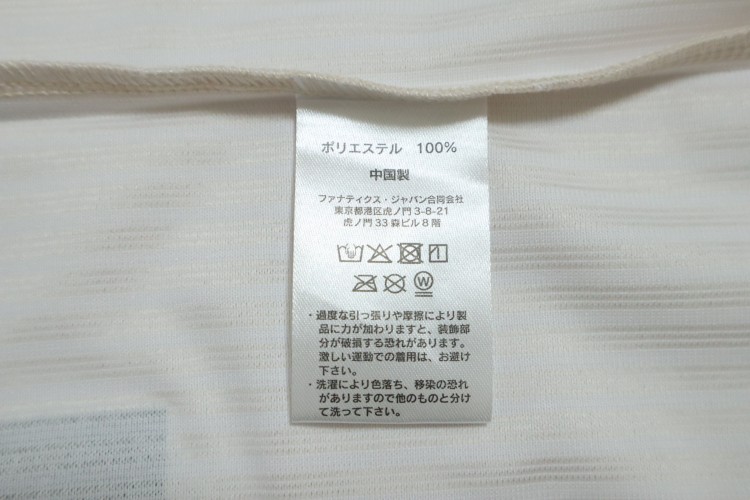 ポリエステル 100%
中国製
ファナティクス・ジャパン合同会社
東京都港区虎ノ門3-8-21
虎ノ門33森ビル8階
W
・過度な引っ張りや摩擦により製
品に力が加わりますと、装飾部
分が破損する恐れがあります。
激しい運動での着用は、お避け
下さい。
・洗濯により色落ち、移染の恐れ
がありますので他のものと分け
て洗って下さい。